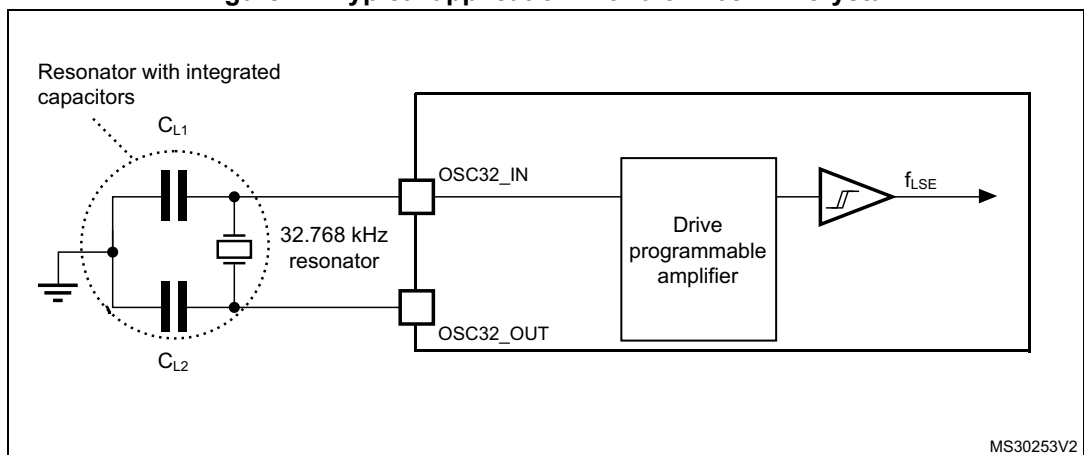 Resonator with integrated
capacitors
CL1
OSC32_IN
fLSE
32.768 kHz
resonator
Drive
programmable
amplifier
OSC32_OUT
CL2
MS30253V2